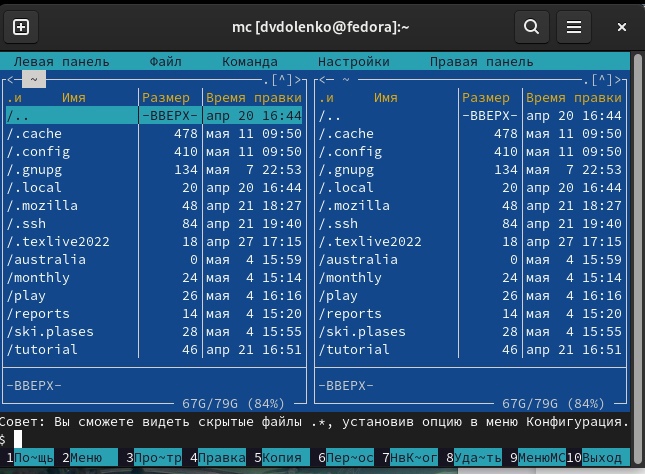 mc [dvdolenko@fedora]:~
Левая панель Файл Команда Настройки Правая панель
<─ ~ .[^]> <─ ~ .[^]>
.и Имя Размер Время правки .и Имя Размер Время правки
/.. -ВВЕРХ- апр 20 16:44 /.. -ВВЕРХ- апр 20 16:44
/.cache 478 мая 11 09:50 /.cache 478 мая 11 09:50
/.config 410 мая 11 09:50 /.config 410 мая 11 09:50
/.gnupg 134 мая 7 22:53 /.gnupg 134 мая 7 22:53
/.local 20 апр 20 16:44 /.local 20 апр 20 16:44
/.mozilla 48 апр 21 18:27 /.mozilla 48 апр 21 18:27
/.ssh 84 апр 21 19:40 /.ssh 84 апр 21 19:40
/.texlive2022 18 апр 27 17:15 /.texlive2022 18 апр 27 17:15
/australia 0 мая 4 15:59 /australia 0 мая 4 15:59
/monthly 24 мая 4 15:14 /monthly 24 мая 4 15:14
/play 26 мая 4 16:16 /play 26 мая 4 16:16
/reports 14 мая 4 15:20 /reports 14 мая 4 15:20
/ski.plases 28 мая 4 15:55 /ski.plases 28 мая 4 15:55
/tutorial 46 апр 21 16:51 /tutorial 46 апр 21 16:51
-ВВЕРХ- -ВВЕРХ-
67G/79G (84%) 67G/79G (84%)
Совет: Вы сможете видеть скрытые файлы .*, установив опцию в меню Конфигурация.
$
1По~щь 2Меню 3Про~тр 4Правка 5Копия 6Пер~ос 7НвК~ог 8Уда~ть 9МенюMC 10Выход